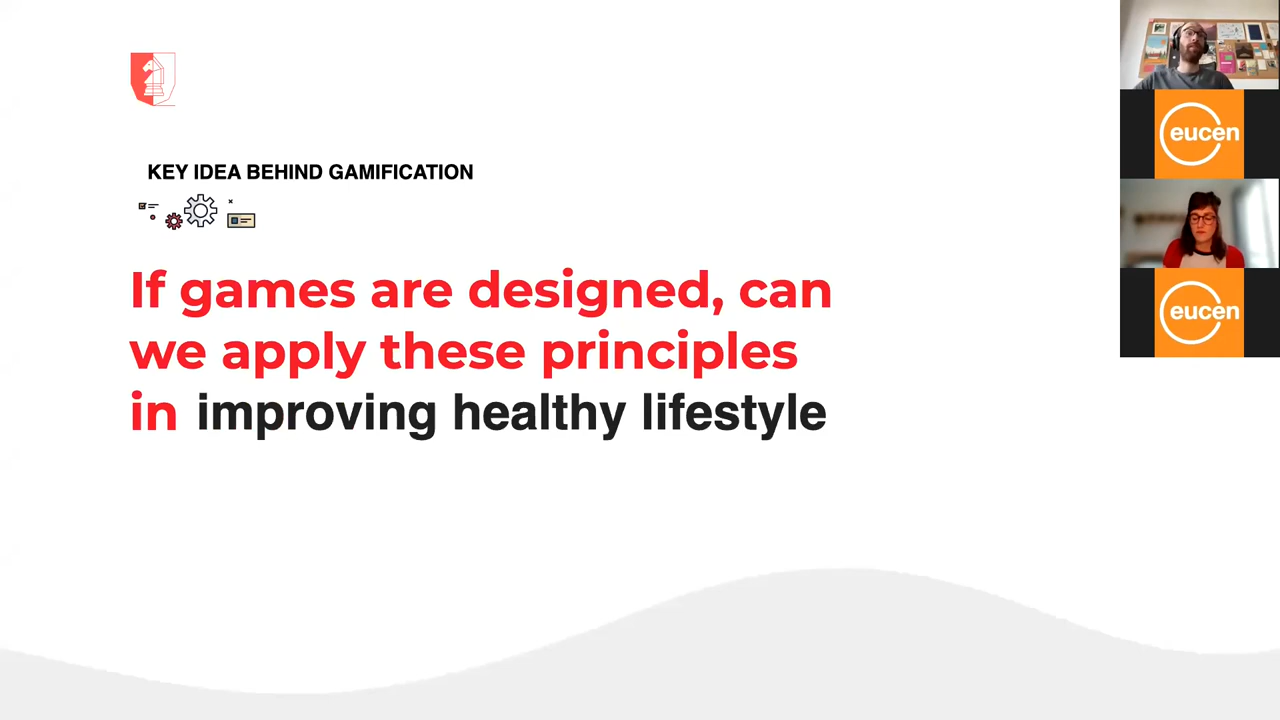 KEY IDEA BEHIND GAMIFICATION
If games are designed, can
we apply these principles
in improving healthy lifestyle
eucen
eucen